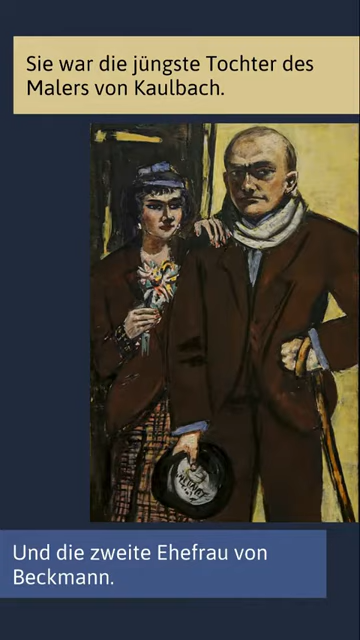 Sie war die jüngste Tochter des
Malers von Kaulbach.
Und die zweite Ehefrau von
Beckmann.